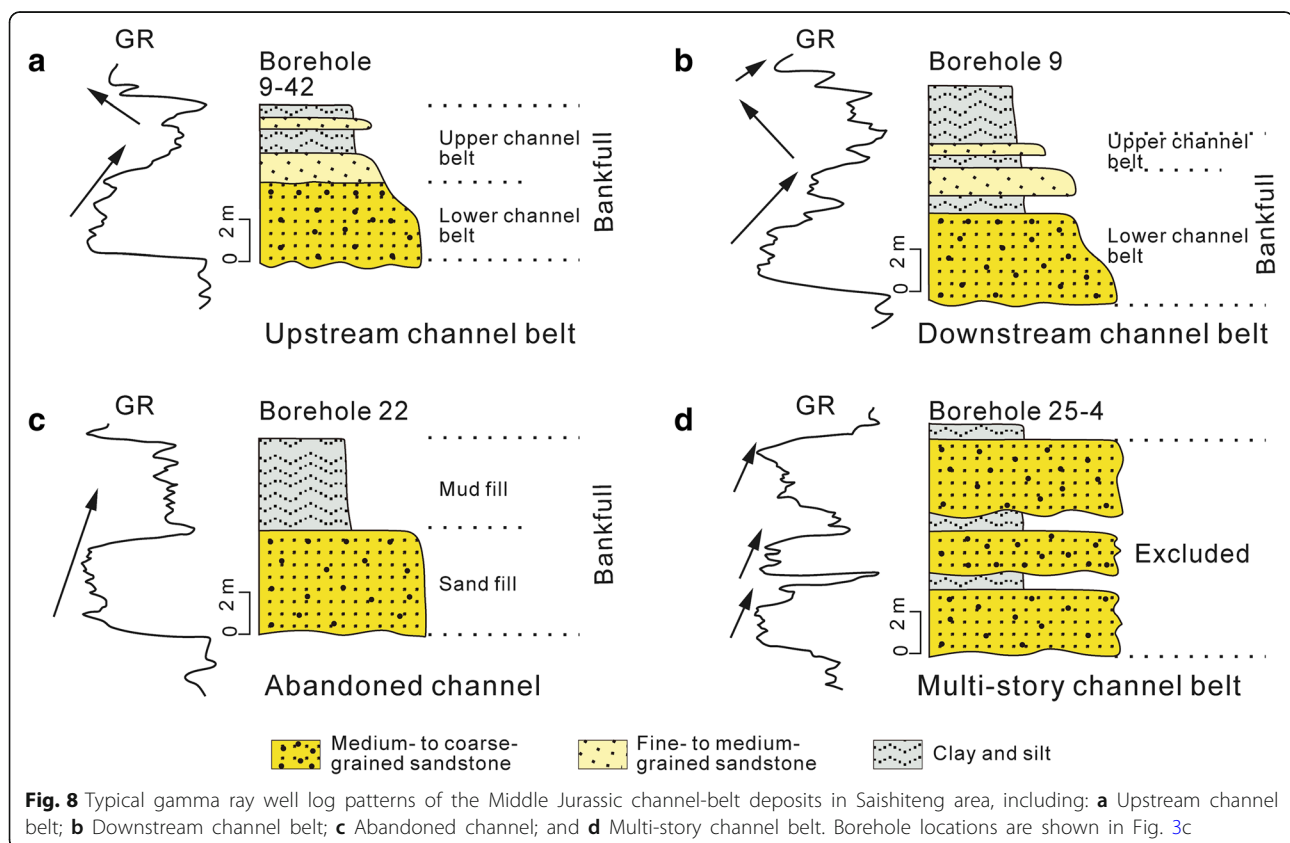 a
GR
Borehole
9-42
Upper channel
belt
Lower channel
belt
Bankfull
2 m
0
Upstream channel belt
b
GR
Borehole 9
Upper channel
belt
Lower channel
belt
Bankfull
2 m
0
Downstream channel belt
c
GR
Borehole 22
Mud fill
Sand fill
Bankfull
2 m
0
Abandoned channel
d
GR
Borehole 25-4
Excluded
2 m
0
Multi-story channel belt
Medium- to coarse-
grained sandstone
Fine- to medium-
grained sandstone
Clay and silt
Fig. 8 Typical gamma ray well log patterns of the Middle Jurassic channel-belt deposits in Saishiteng area, including: a Upstream channel
belt; b Downstream channel belt; c Abandoned channel; and d Multi-story channel belt. Borehole locations are shown in Fig. 3c